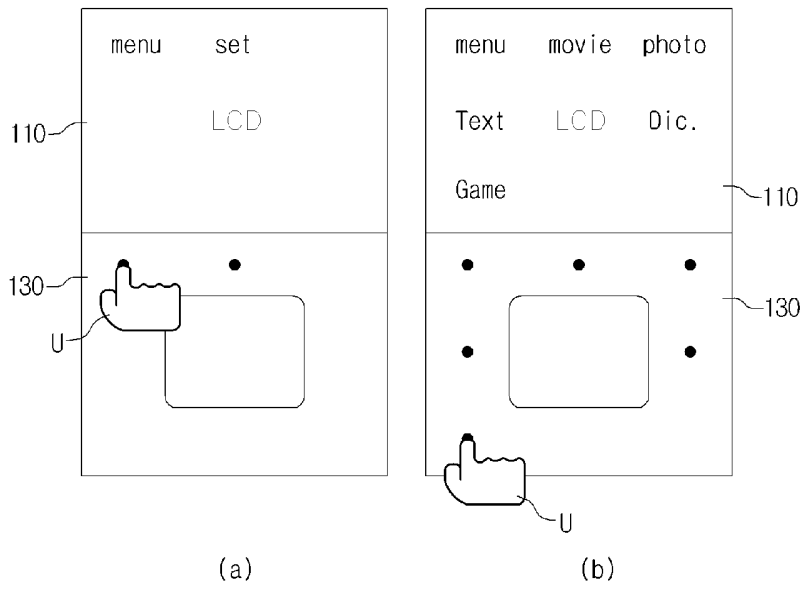 menu set
LCD
110
130
U
(a)
menu movie photo
Text LCD Dic.
Game
110
130
U
(b)